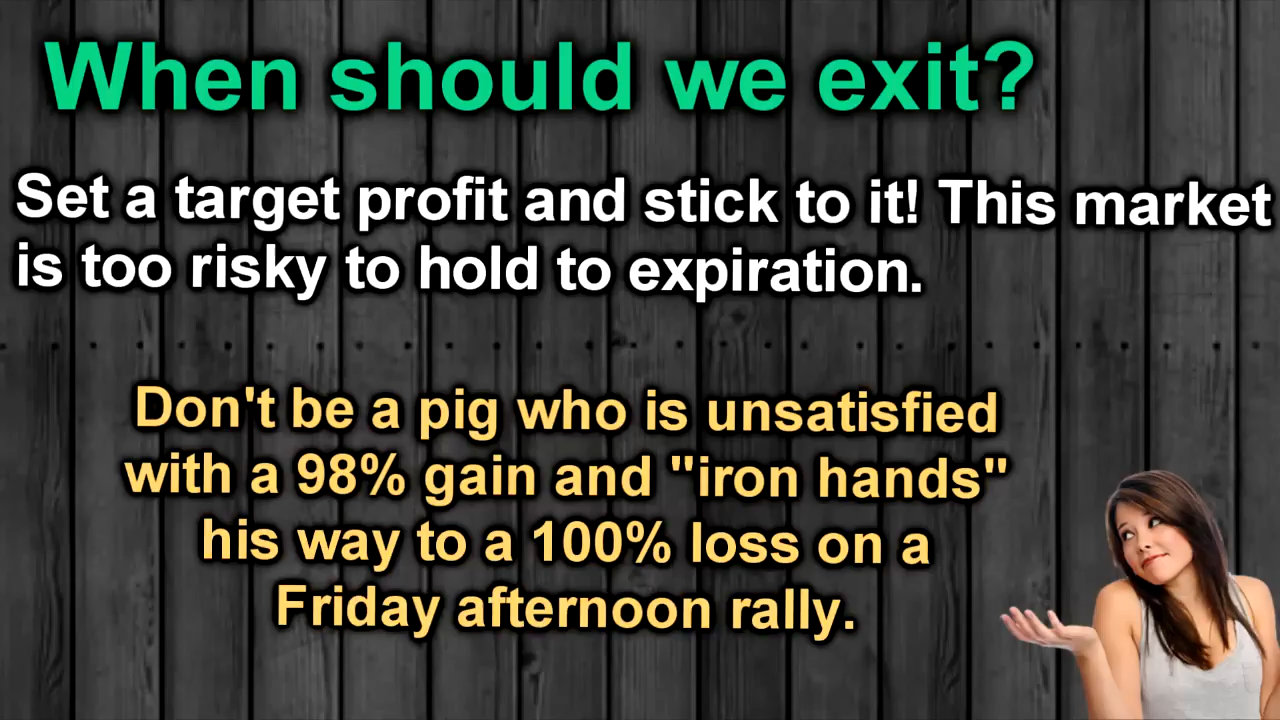 When should we exit?
Set a target profit and stick to it! This market
is too risky to hold to expiration.
Don't be a pig who is unsatisfied
with a 98% gain and "iron hands"
his way to a 100% loss on a
Friday afternoon rally.